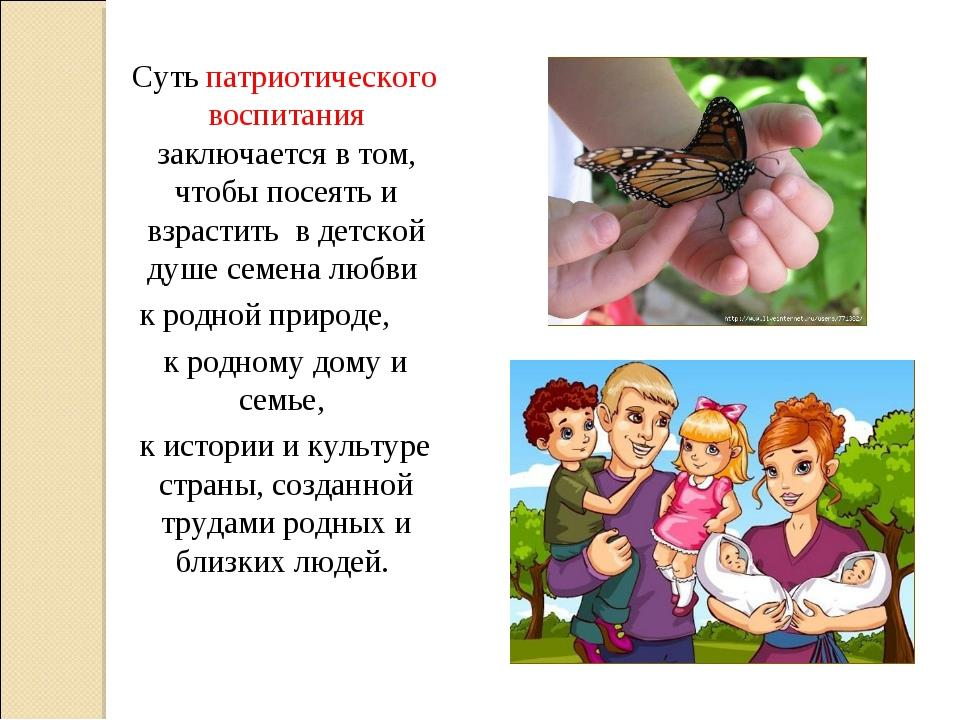 Суть патриотического
воспитания
заключается в том,
чтобы посеять и
взрастить в детской
душе семена любви
к родной природе,
к родному дому и
семье,
к истории и культуре
страны, созданной
трудами родных и
близких людей.
http://www.liveinternet.ru/users/771382/